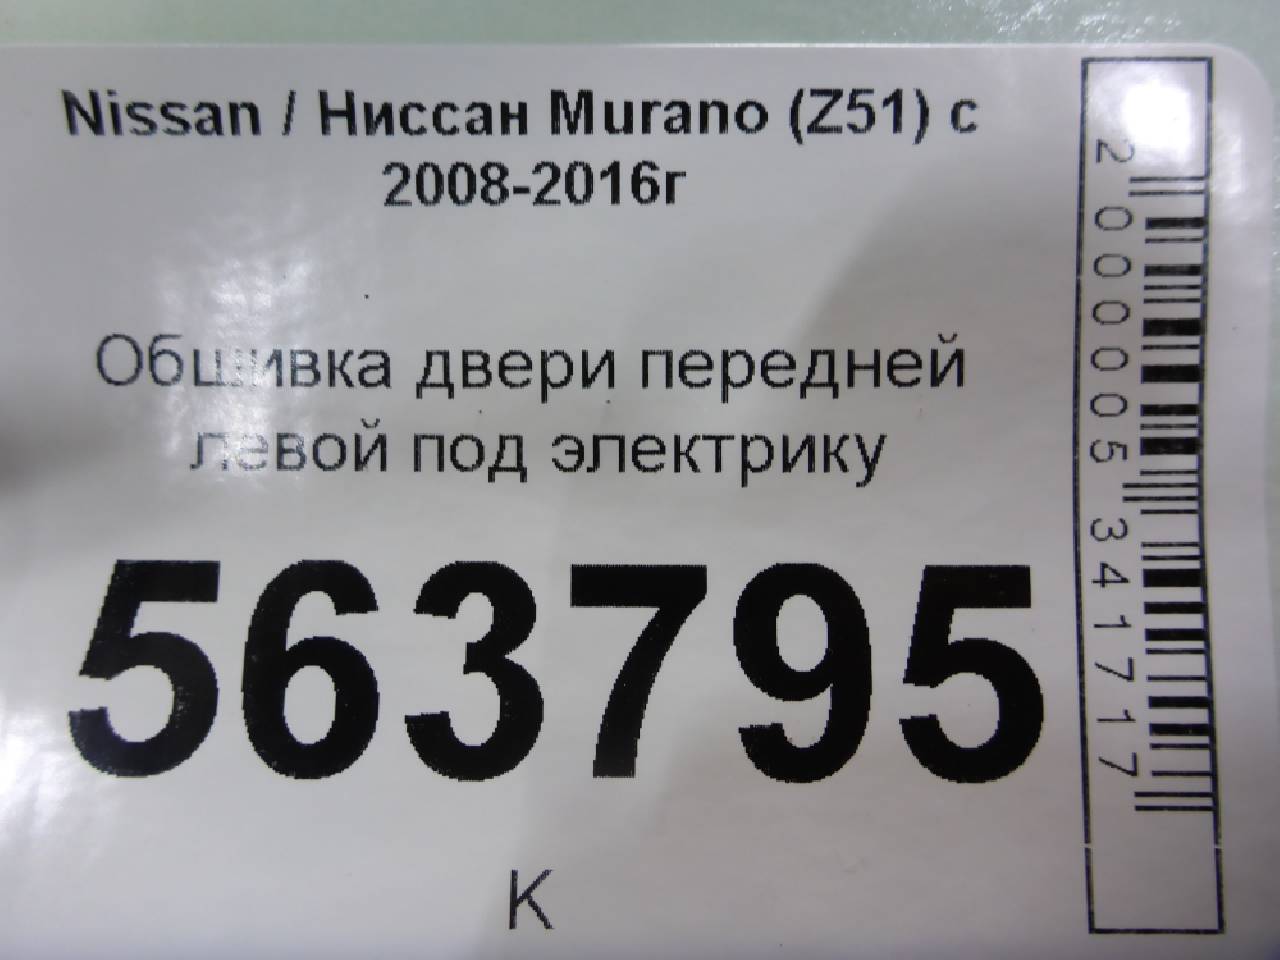 Nissan / Ниссан Murano (Z51) с
2008-2016г
Обшивка двери передней
левой под электрику
563795
К
2 000005 341717